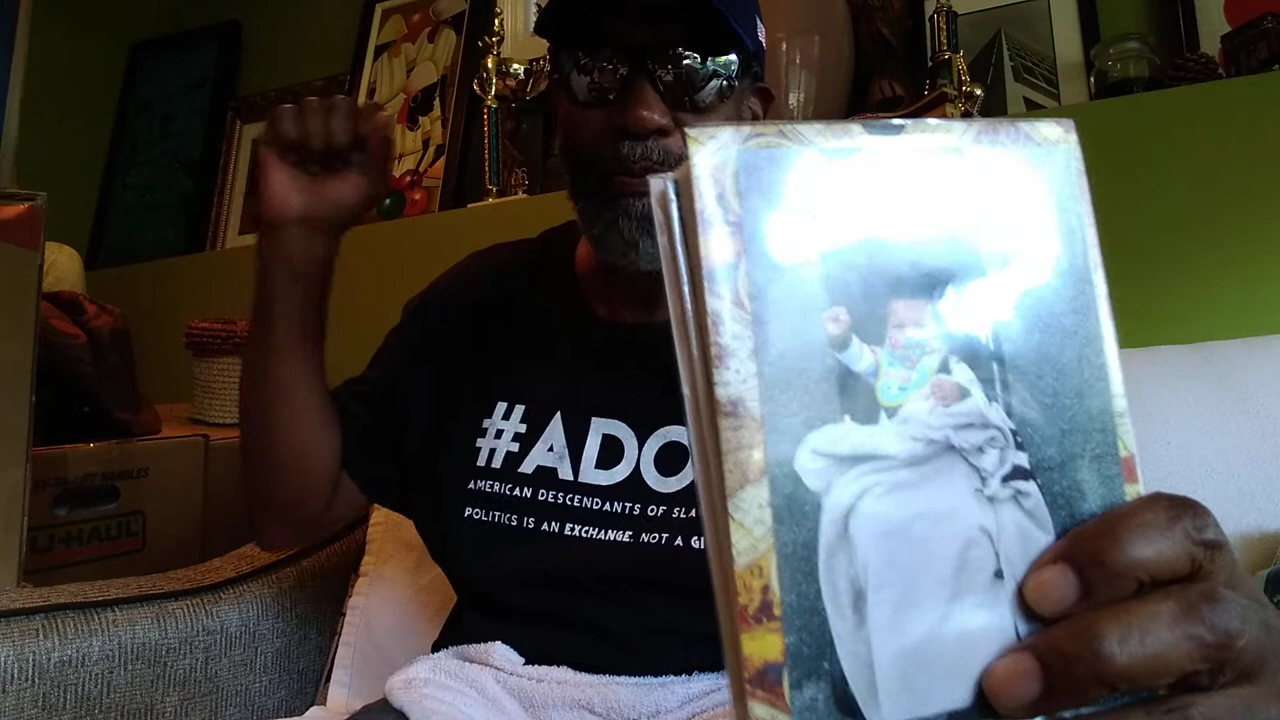 #ADO
AMERICAN DESCENDANTS OF SLA
POLITICS IS AN EXCHANGE, NOT A GI
U-HAUL